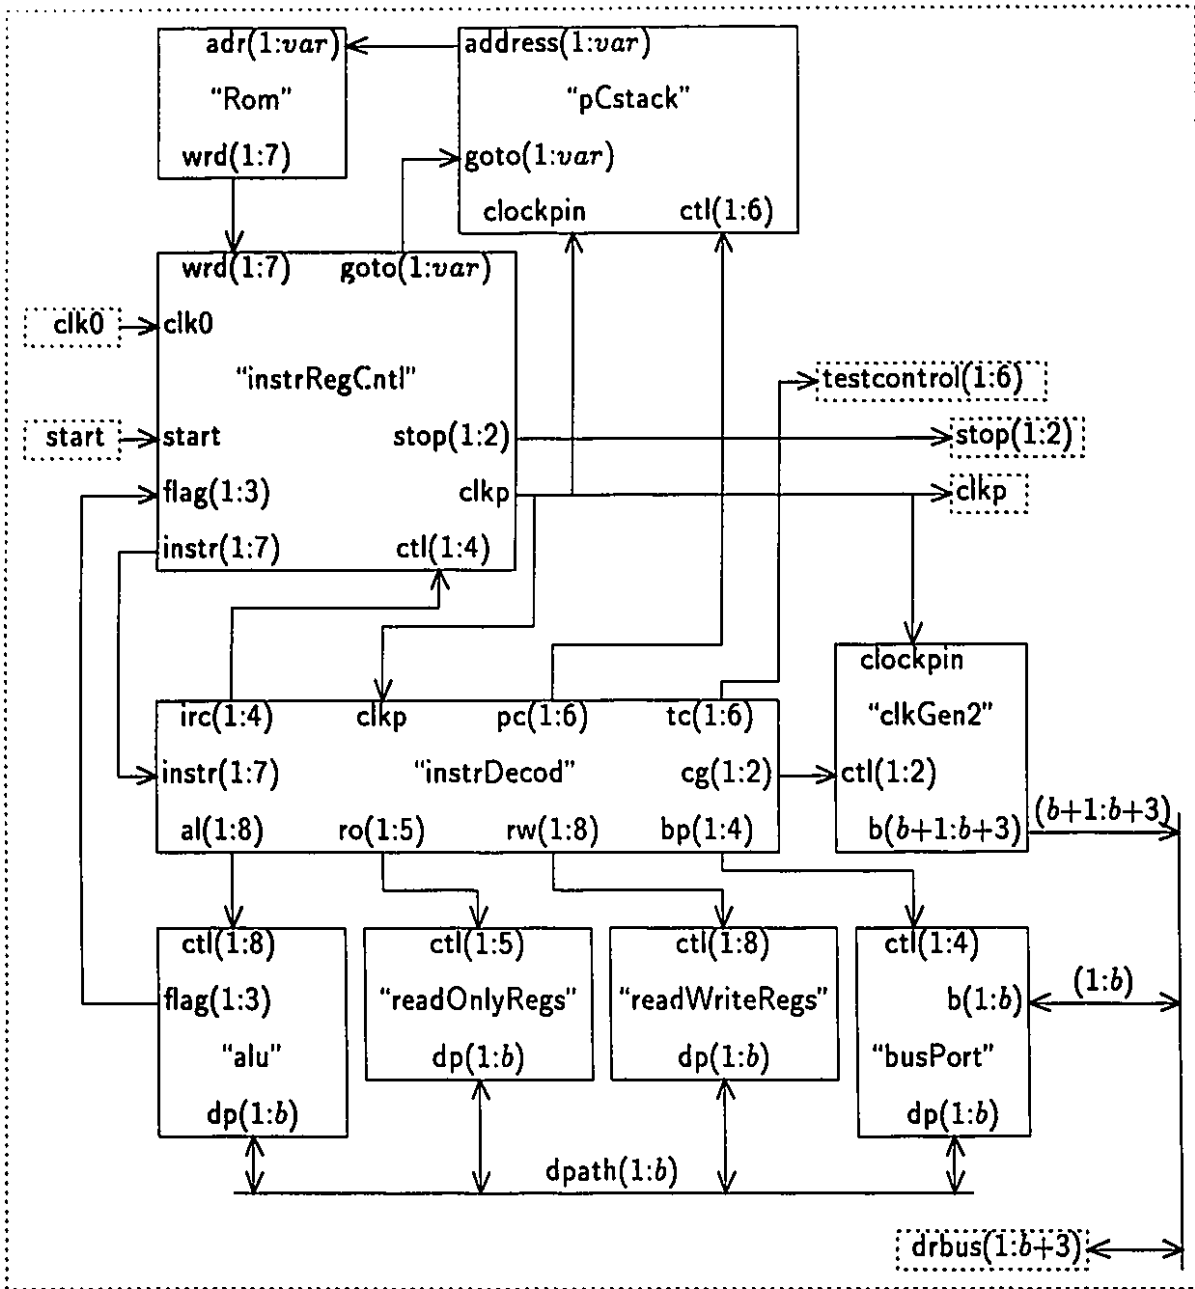 adr(1:var) address(1:var)
“Rom” “pCstack”
wrd(1:7) goto(1:var)
clockpin ctl(1:6)
wrd(1:7) goto(1:var)
clk0 clk0
“instrRegCntl” testcontrol(1:6)
start start stop(1:2) stop(1:2)
flag(1:3) clkp clkp
instr(1:7) ctl(1:4)
clockpin
irc(1:4) clkp pc(1:6) tc(1:6) “clkGen2”
instr(1:7) “instrDecod” cg(1:2) ctl(1:2)
al(1:8) ro(1:5) rw(1:8) bp(1:4) b(b+1:b+3) (b+1:b+3)
ctl(1:8) ctl(1:5) ctl(1:8) ctl(1:4)
flag(1:3) “readOnlyRegs” “readWriteRegs” b(1:b) (1:b)
“alu” dp(1:b) dp(1:b) “busPort”
dp(1:b) dp(1:b)
dpath(1:b)
drbus(1:b+3)